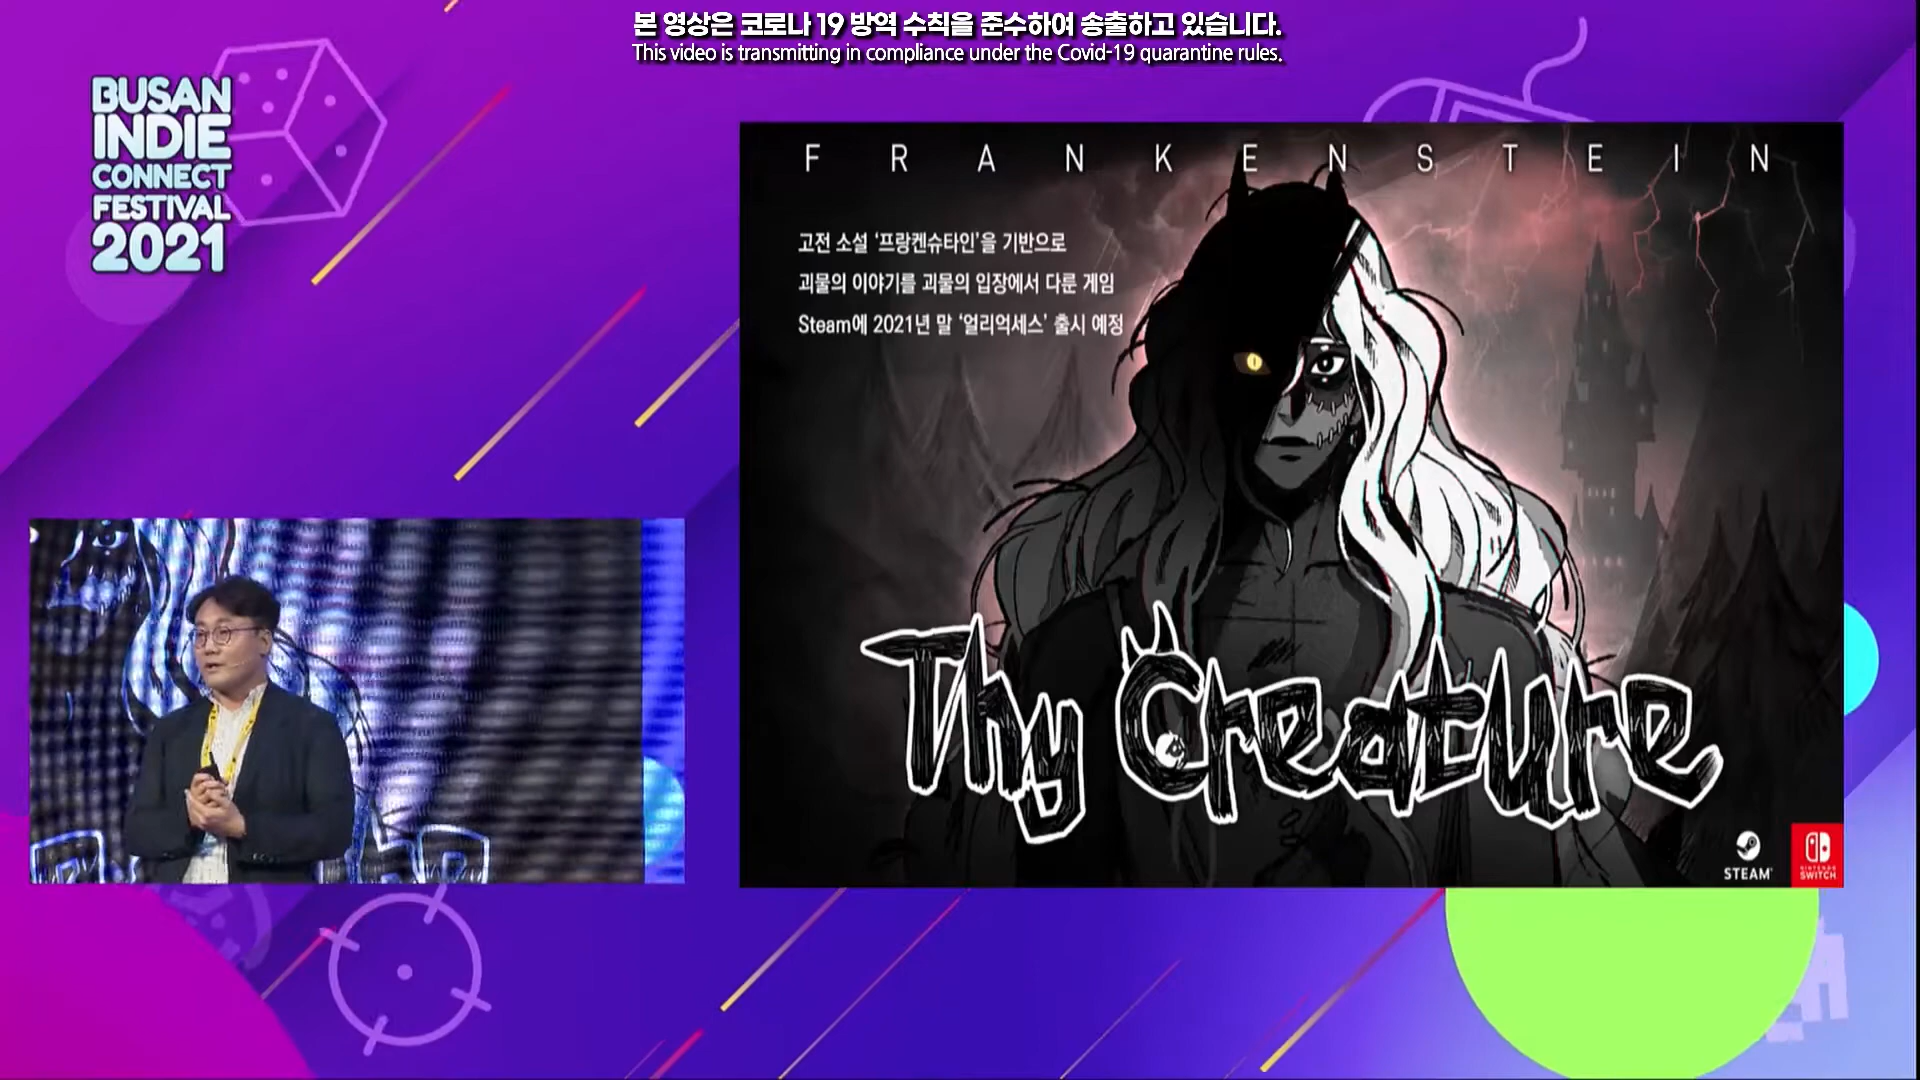 본 영상은 코로나 19 방역 수칙을 준수하여 송출하고 있습니다.
This video is transmitting in compliance under the Covid-19 quarantine rules.
BUSAN
INDIE
CONNECT
FESTIVAL
2021
FRANKENSTEIN
고전 소설 ‘프랑켄슈타인’을 기반으로
괴물의 이야기를 괴물의 입장에서 다룬 게임
Steam에 2021년 말 ‘얼리억세스’ 출시 예정
Thy Creature
STEAM
NINTENDO
SWITCH